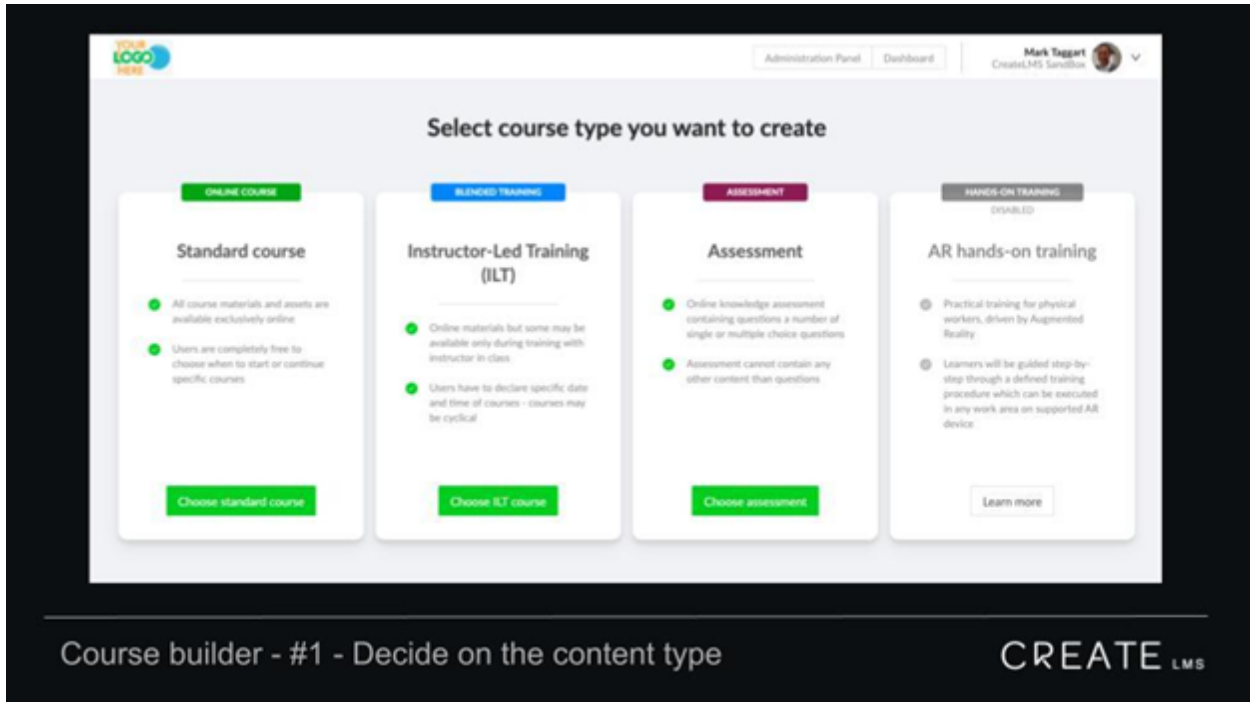 YOUR
LOGO
HERE
Administration Panel
Dashboard
Mark Taggart
CreateLMS SandBox
Select course type you want to create
ONLINE COURSE
Standard course
All course materials and assets are
available exclusively online
Users are completely free to
choose when to start or continue
specific courses
Choose standard course
BLENDED TRAINING
Instructor-Led Training
(ILT)
Online materials but some may be
available only during training with
instructor in class
Users have to declare specific date
and time of courses - courses may
be cyclical
Choose ILT course
ASSESSMENT
Assessment
Online knowledge assessment
containing questions a number of
single or multiple choice questions
Assessment cannot contain any
other content than questions
Choose assessment
HANDS-ON TRAINING
DISABLED
AR hands-on training
Practical training for physical
workers, driven by Augmented
Reality
Learners will be guided step-by-
step through a defined training
procedure which can be executed
in any work area on supported AR
device
Learn more
Course builder - #1 - Decide on the content type
CREATE LMS